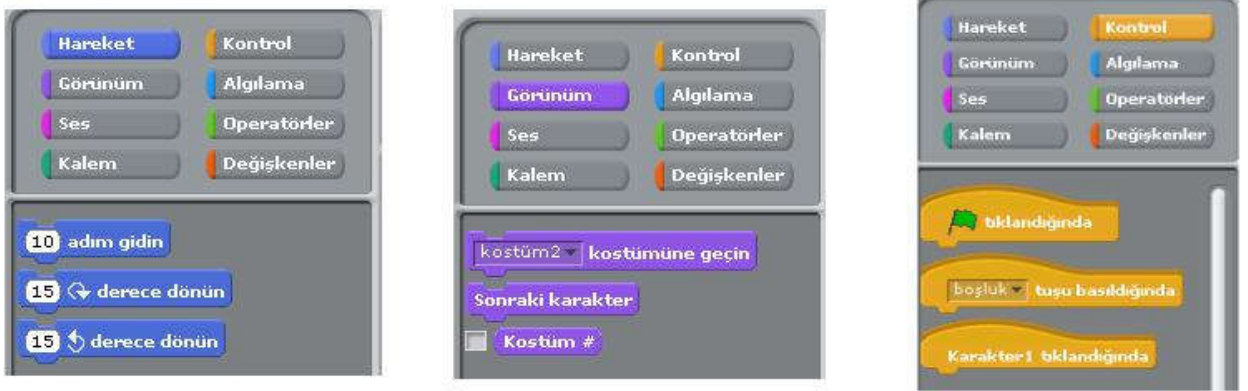 Hareket Kontrol
Görünüm Algılama
Ses Operatörler
Kalem Değişkenler
10 adım gidin
15 derece dönün
15 derece dönün
Hareket Kontrol
Görünüm Algılama
Ses Operatörler
Kalem Değişkenler
kostüm2 kostümüne geçin
Sonraki karakter
Kostüm #
Hareket Kontrol
Görünüm Algılama
Ses Operatörler
Kalem Değişkenler
tıklandığında
boşluk tuşu basıldığında
Karakter1 tıklandığında